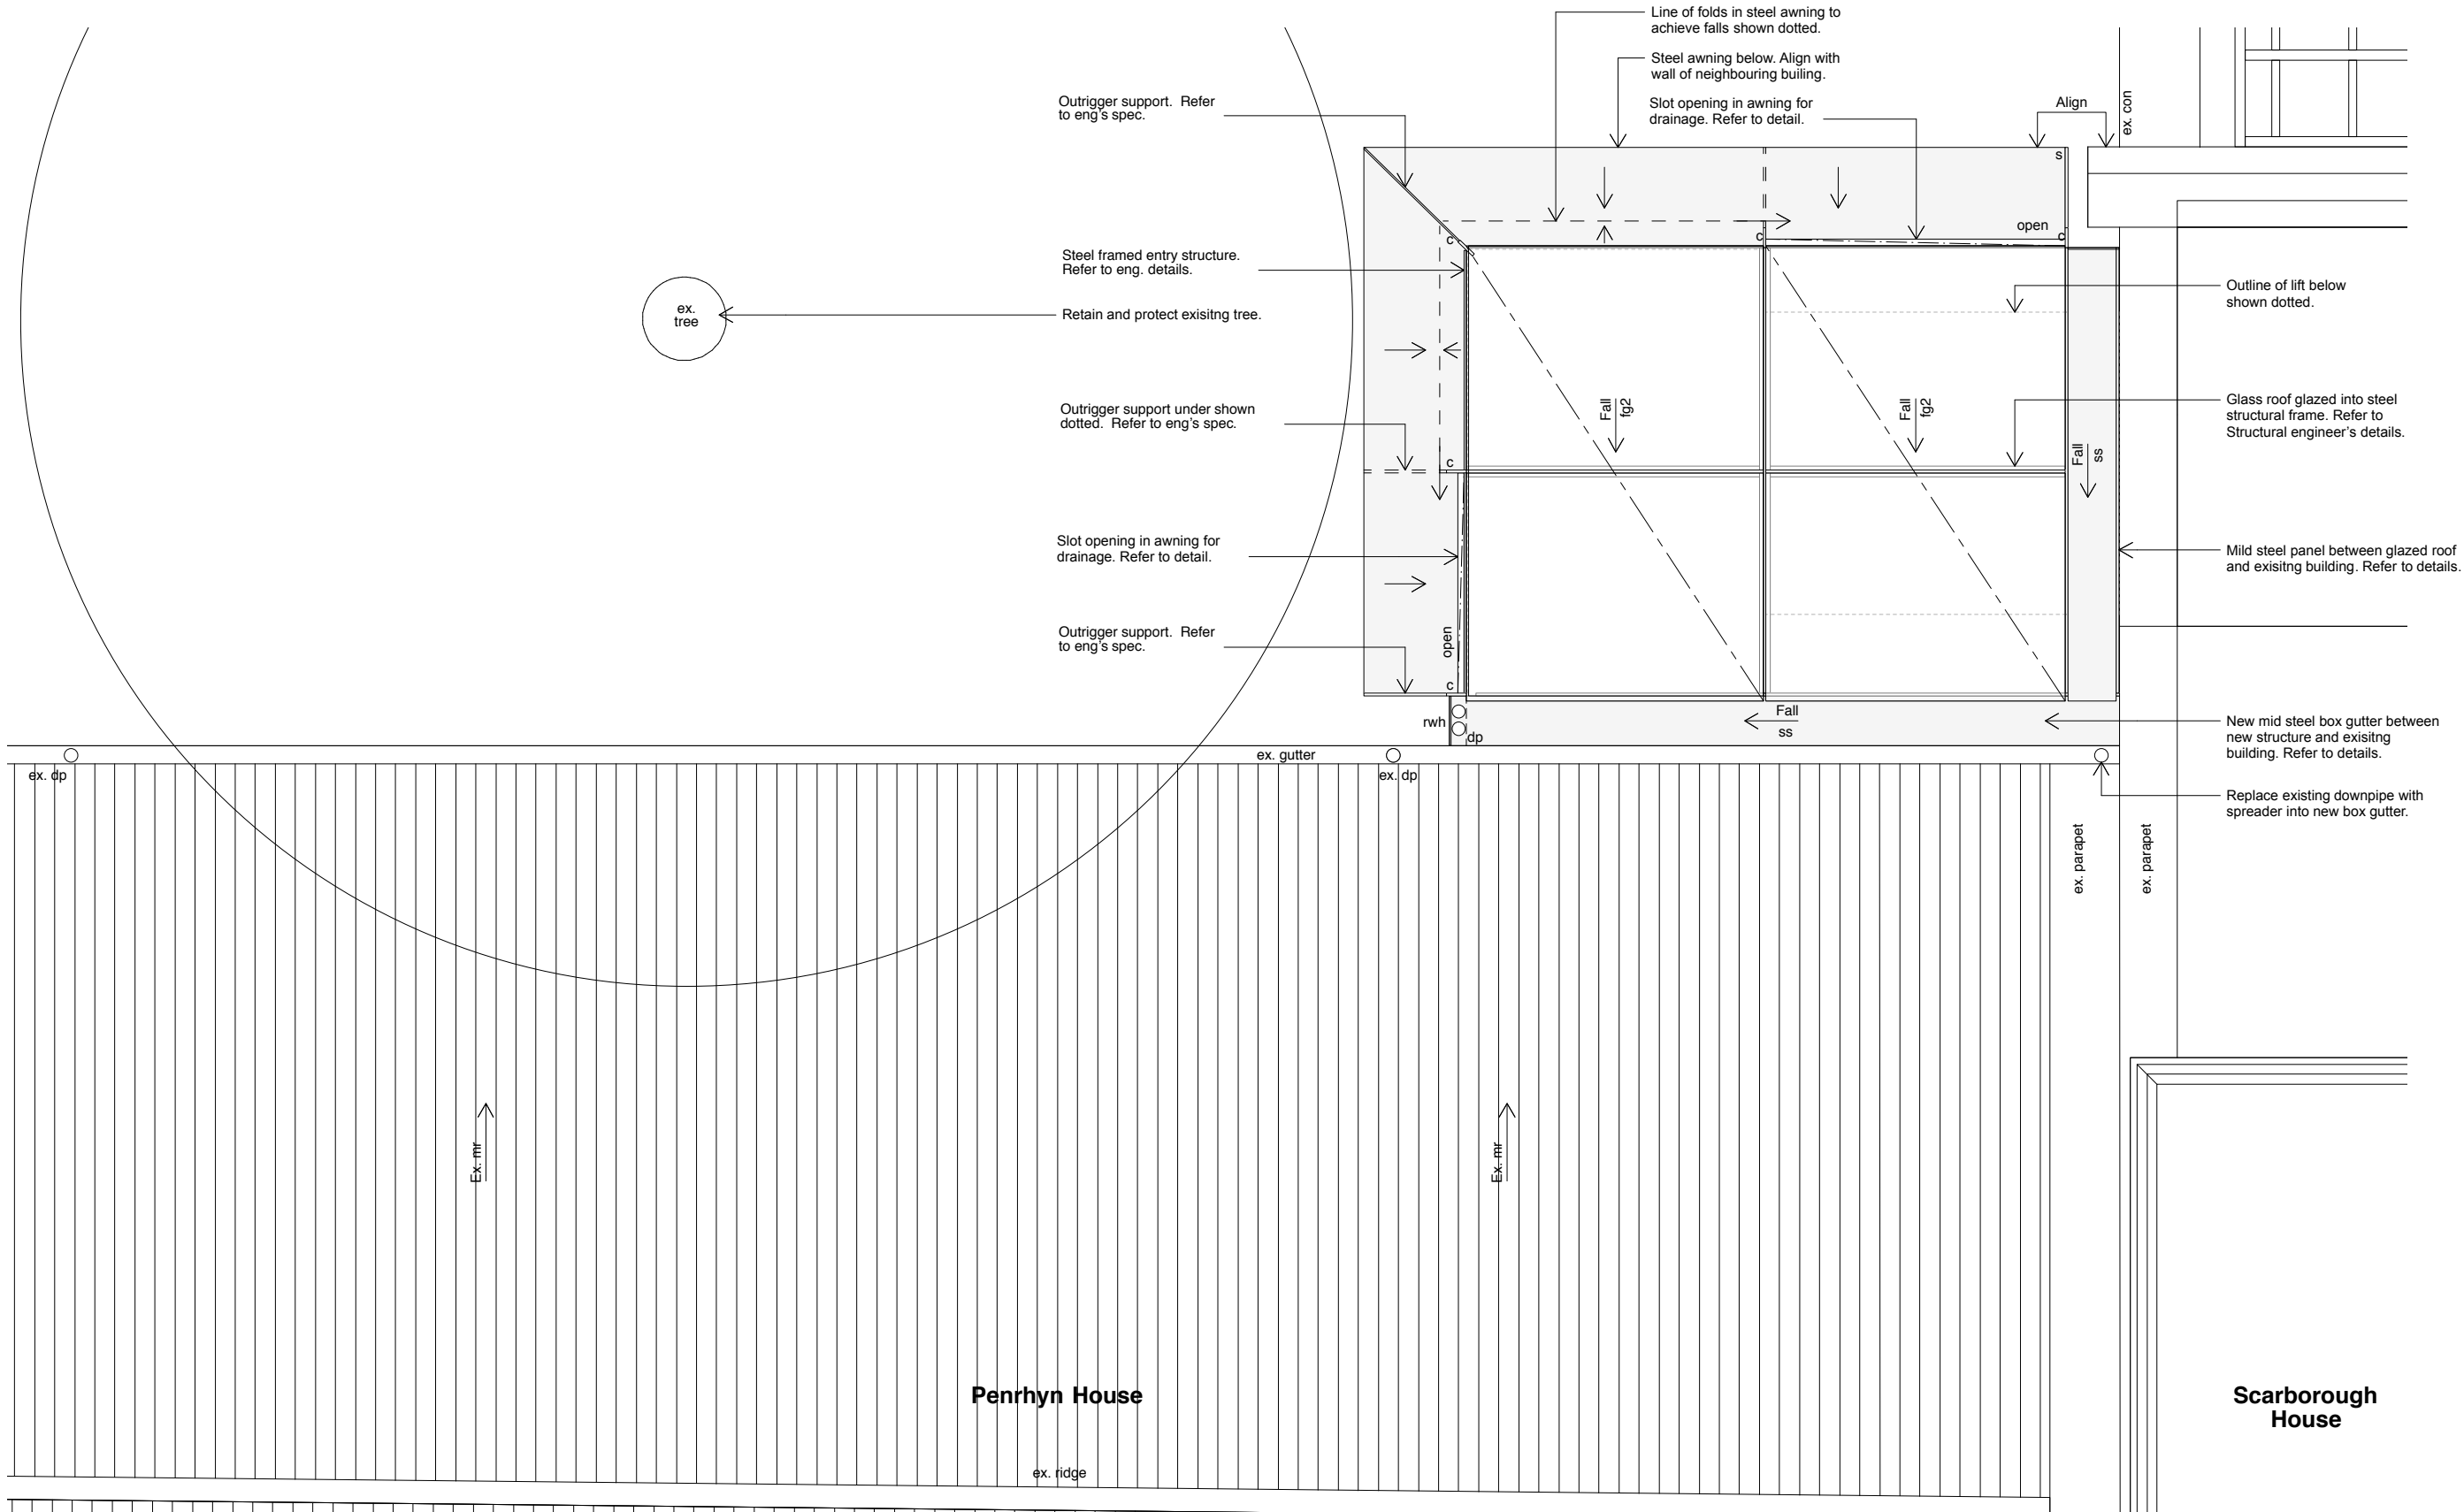 Line of folds in steel awning to
achieve falls shown dotted.
Steel awning below. Align with
wall of neighbouring builing.
Slot opening in awning for
drainage. Refer to detail.
Outrigger support. Refer
to eng's spec.
Align
ex. con
s
open
c
c
c
Steel framed entry structure.
Refer to eng. details.
ex.
tree
Retain and protect exisitng tree.
Outline of lift below
shown dotted.
Outrigger support under shown
dotted. Refer to eng's spec.
Fall
fg2
Fall
fg2
Glass roof glazed into steel
structural frame. Refer to
Structural engineer's details.
Fall
ss
c
Slot opening in awning for
drainage. Refer to detail.
Mild steel panel between glazed roof
and exisitng building. Refer to details.
Outrigger support. Refer
to eng's spec.
open
c
rwh
dp
Fall
ss
New mid steel box gutter between
new structure and exisitng
building. Refer to details.
ex. gutter
ex. dp
ex. dp
Replace existing downpipe with
spreader into new box gutter.
ex. parapet
ex. parapet
Ex. mr
Ex. mr
Penrhyn House
Scarborough
House
ex. ridge